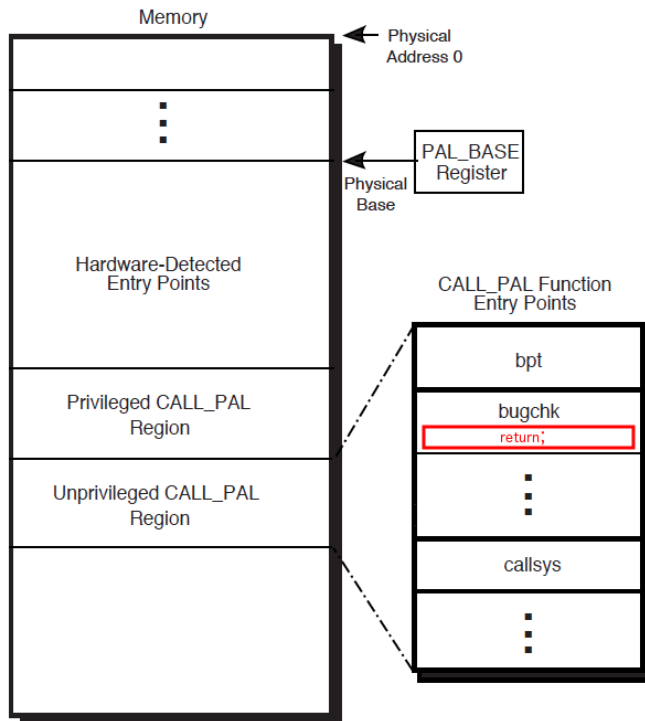 Memory
Physical
Address 0
PAL_BASE
Register
Physical
Base
Hardware-Detected
Entry Points
CALL_PAL Function
Entry Points
bpt
Privileged CALL_PAL
Region
bugchk
return;
Unprivileged CALL_PAL
Region
callsys